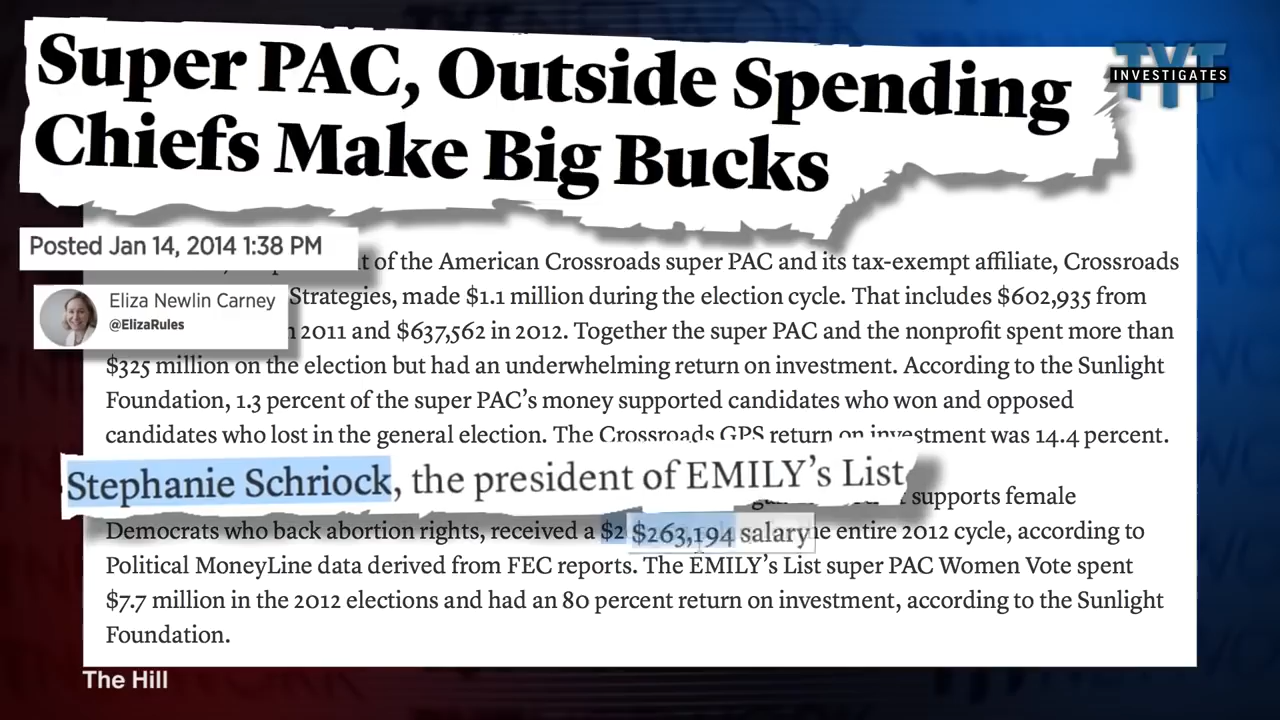 Super PAC, Outside Spending
Chiefs Make Big Bucks
TYT
INVESTIGATES
Posted Jan 14, 2014 1:38 PM
Eliza Newlin Carney
@ElizaRules
of the American Crossroads super PAC and its tax-exempt affiliate, Crossroads
Strategies, made $1.1 million during the election cycle. That includes $602,935 from
2011 and $637,562 in 2012. Together the super PAC and the nonprofit spent more than
$325 million on the election but had an underwhelming return on investment. According to the Sunlight
Foundation, 1.3 percent of the super PAC's money supported candidates who won and opposed
candidates who lost in the general election. The Crossroads GPS return on investment was 14.4 percent.
Stephanie Schriock, the president of EMILY's List
supports female
Democrats who back abortion rights, received a $2 $263,194 salary entire 2012 cycle, according to
Political MoneyLine data derived from FEC reports. The EMILY's List super PAC Women Vote spent
$7.7 million in the 2012 elections and had an 80 percent return on investment, according to the Sunlight
Foundation.
The Hill